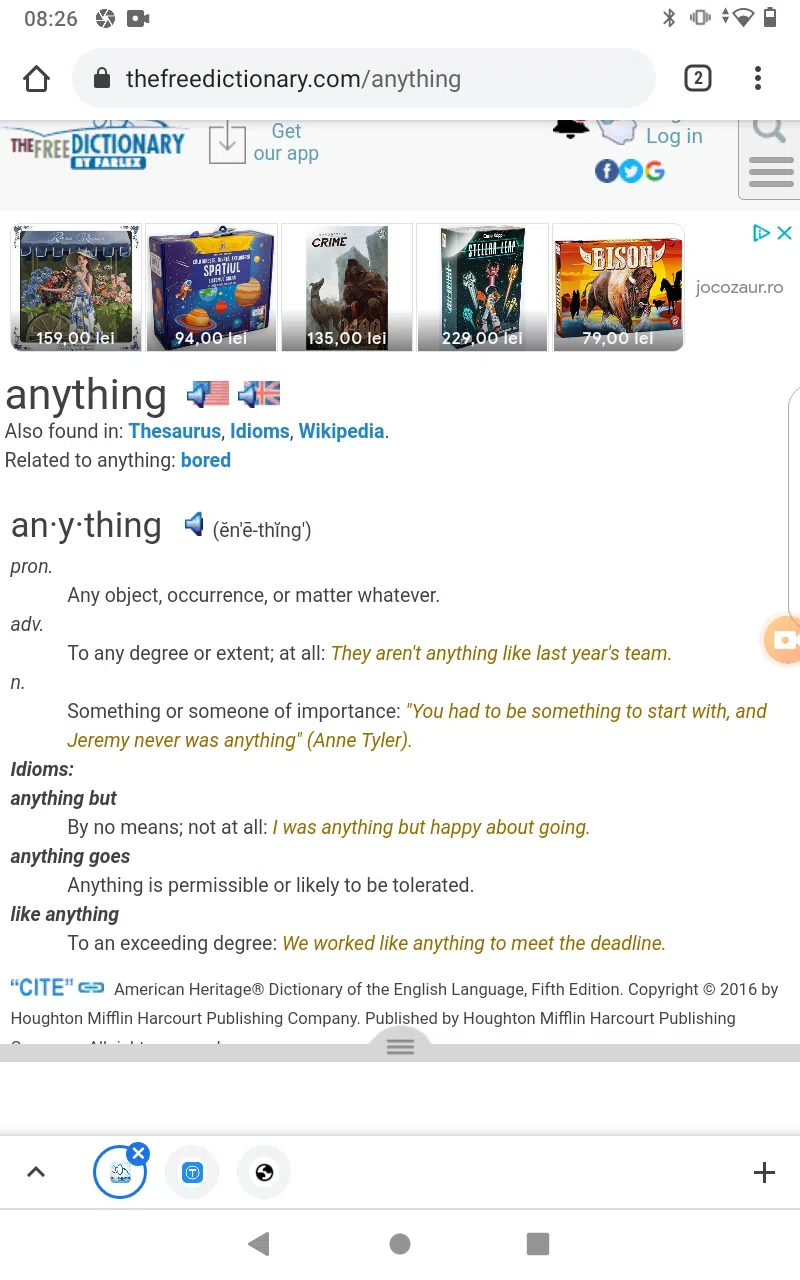 08:26
thefreedictionary.com/anything
2
THE FREE DICTIONARY
BY FARLEX
Get
our app
Log in
CRIME
SPAȚIUL
STELLAR LEAP
BISON
159,00 lei
94,00 lei
135,00 lei
229,00 lei
79,00 lei
jocozaur.ro
anything
Also found in: Thesaurus, Idioms, Wikipedia.
Related to anything: bored
an·y·thing (ĕn′ē-thĭng′)
pron.
Any object, occurrence, or matter whatever.
adv.
To any degree or extent; at all: They aren't anything like last year's team.
n.
Something or someone of importance: "You had to be something to start with, and
Jeremy never was anything" (Anne Tyler).
Idioms:
anything but
By no means; not at all: I was anything but happy about going.
anything goes
Anything is permissible or likely to be tolerated.
like anything
To an exceeding degree: We worked like anything to meet the deadline.
"CITE" American Heritage® Dictionary of the English Language, Fifth Edition. Copyright © 2016 by
Houghton Mifflin Harcourt Publishing Company. Published by Houghton Mifflin Harcourt Publishing